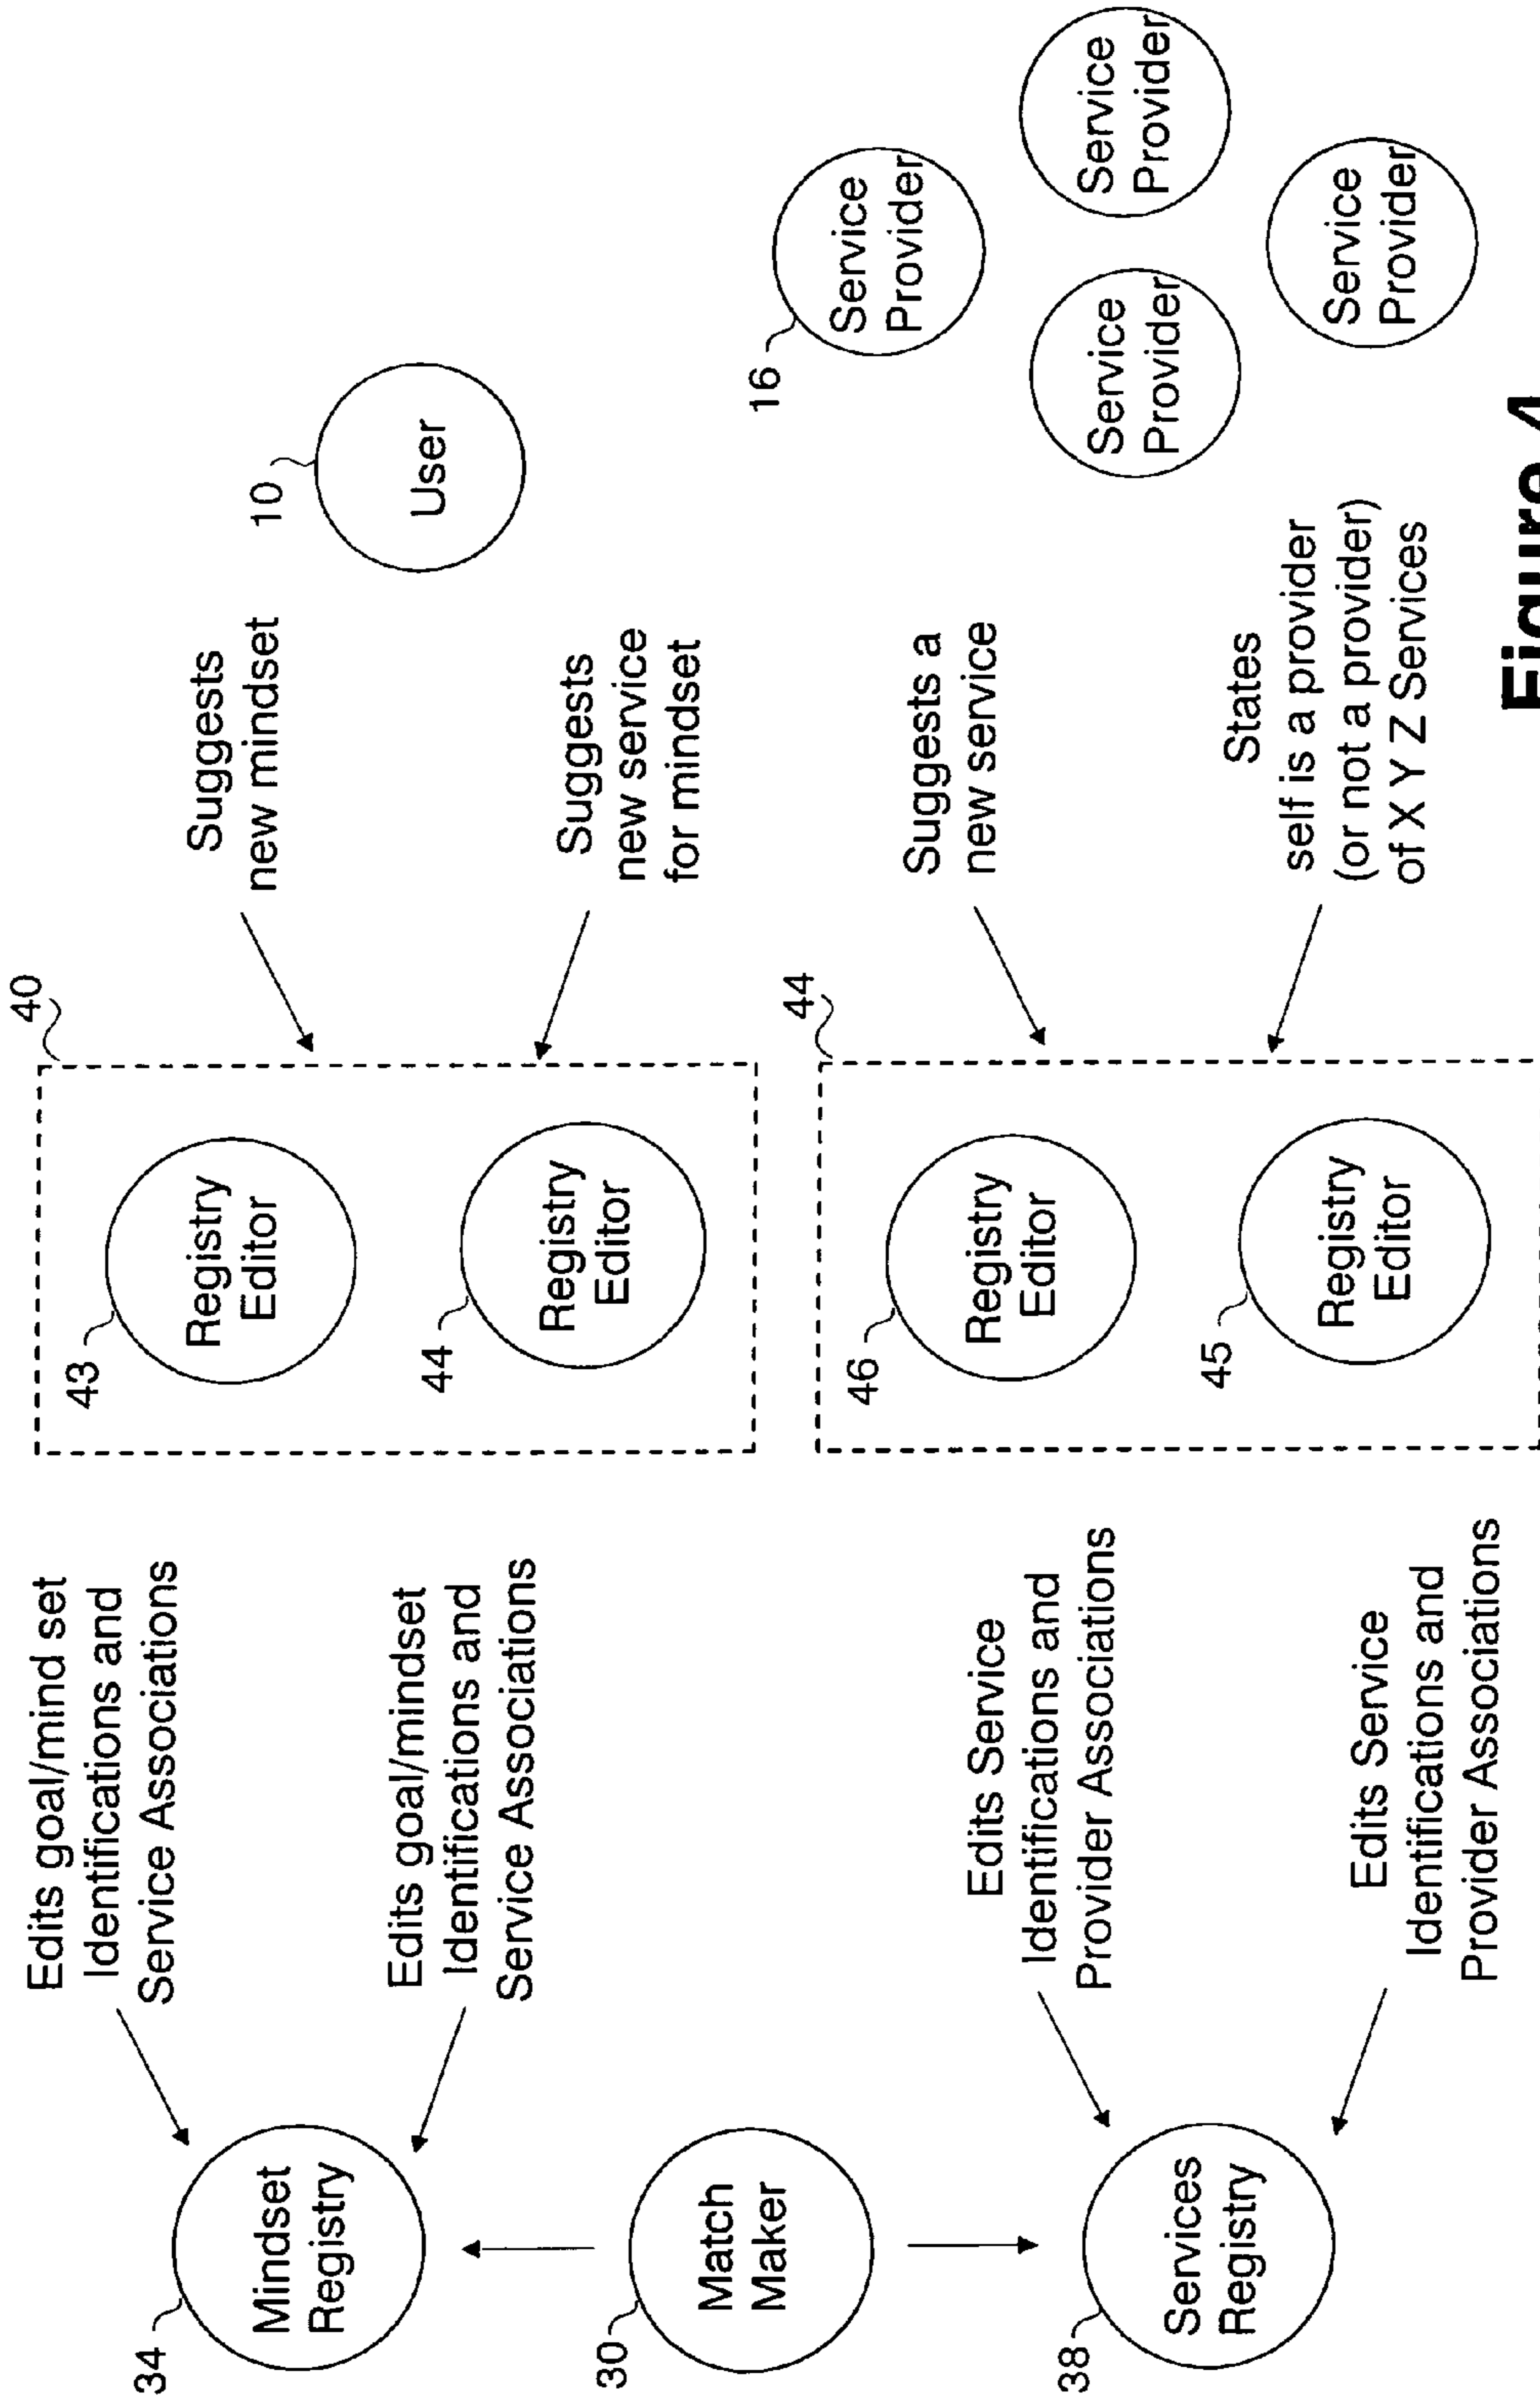 34
Mindset
Registry
Edits goal/mind set
Identifications and
Service Associations
Edits goal/mindset
Identifications and
Service Associations
40
43
Registry
Editor
44
Registry
Editor
Suggests
new mindset
Suggests
new service
for mindset
10
User
30
Match
Maker
38
Services
Registry
Edits Service
Identifications and
Provider Associations
Edits Service
Identifications and
Provider Associations
44
46
Registry
Editor
45
Registry
Editor
Suggests a
new service
States
self is a provider
(or not a provider)
of X Y Z Services
16
Service
Provider
Service
Provider
Service
Provider
Service
Provider
Figure 4